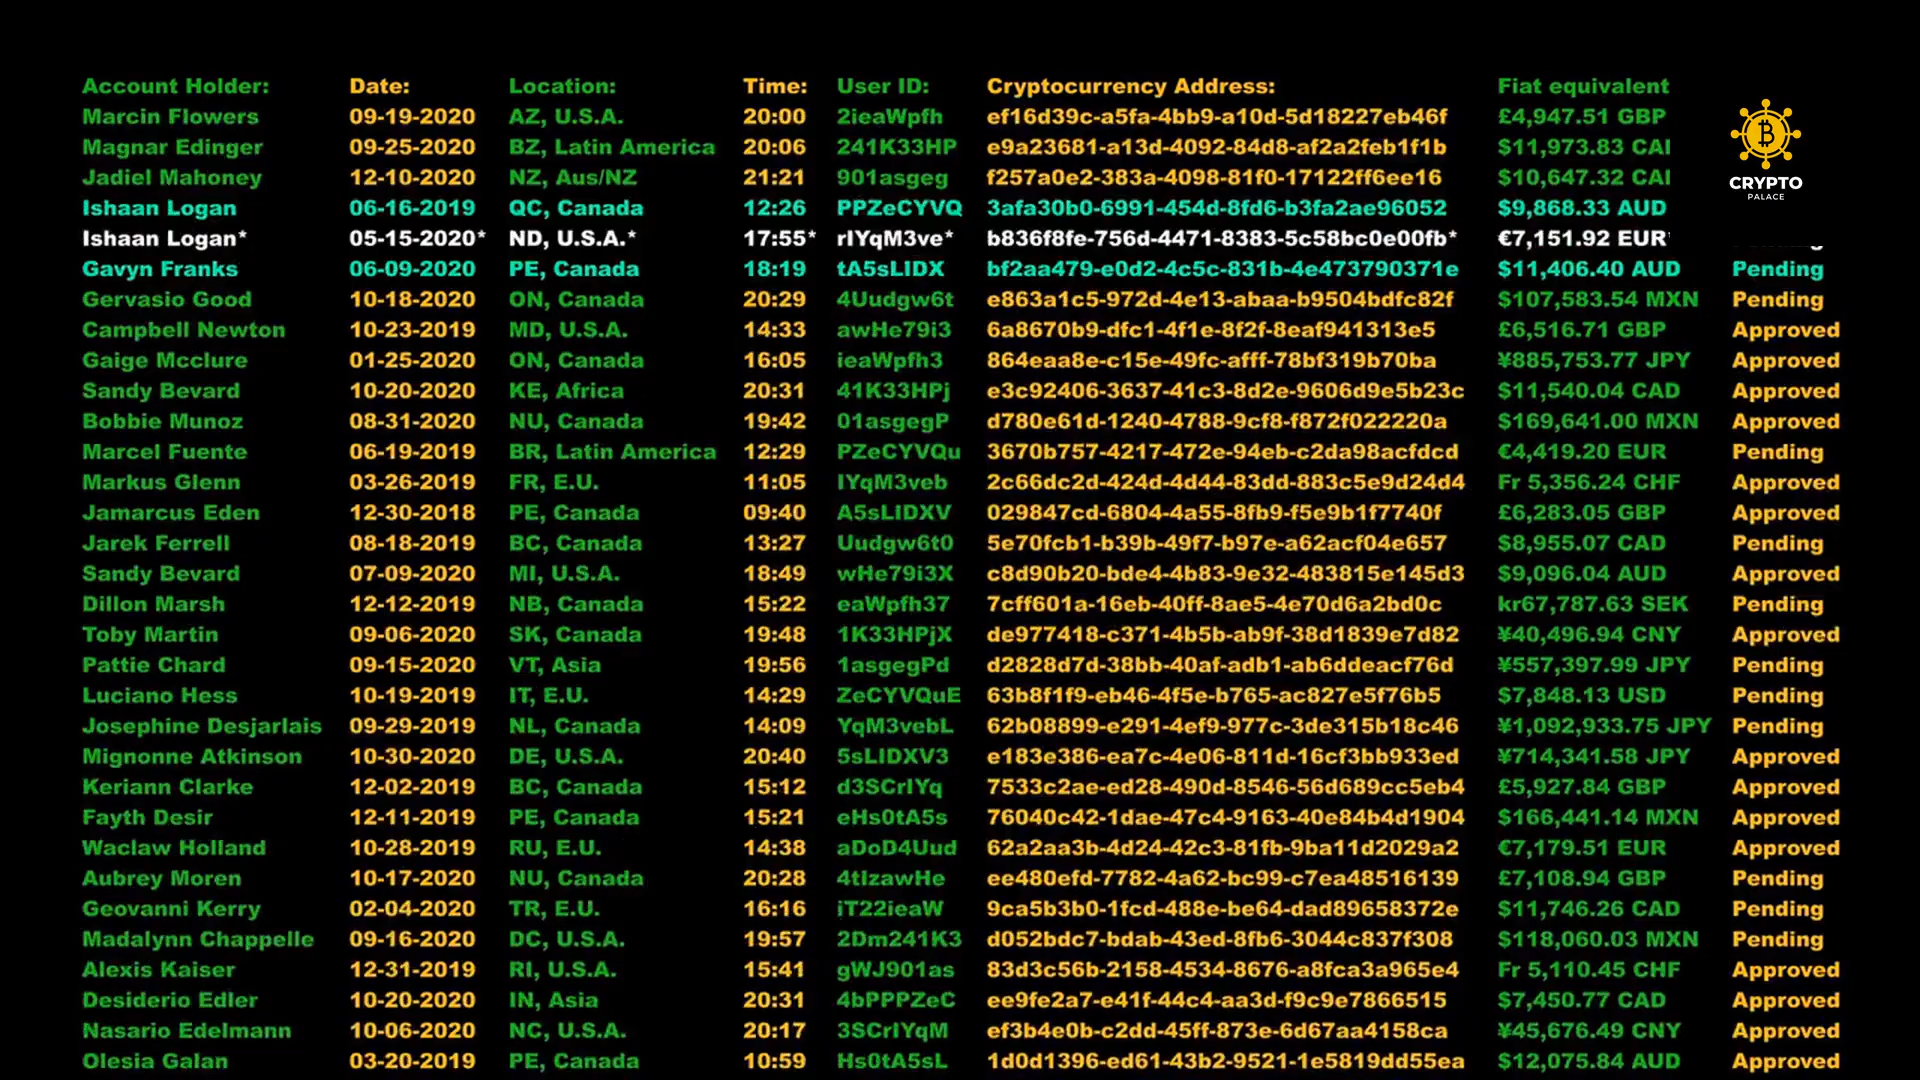 Account Holder: Date: Location: Time: User ID: Cryptocurrency Address: Fiat equivalent
Marcin Flowers 09-19-2020 AZ, U.S.A. 20:00 2ieaWpfh ef16d39c-a5fa-4bb9-a10d-5d18227eb46f £4,947.51 GBP
Magnar Edinger 09-25-2020 BZ, Latin America 20:06 241K33HP e9a23681-a13d-4092-84d8-af2a2feb1f1b $11,973.83
Jadiel Mahoney 12-10-2020 NZ, Aus/NZ 21:21 901asgeg f257a0e2-383a-4098-81f0-17122ff6ee16 $10,647.32
CRYPTO
PALACE
Ishaan Logan 06-16-2019 QC, Canada 12:26 PPZeCYVQ 3afa30b0-6991-454d-8fd6-b3fa2ae96052 $9,868.33 AUD
Ishaan Logan* 05-15-2020* ND, U.S.A.* 17:55* rIYqM3ve* b836f8fe-756d-4471-8383-5c58bc0e00fb* €7,151.92 EUR
Gavyn Franks 06-09-2020 PE, Canada 18:19 tA5sLIDX bf2aa479-e0d2-4c5c-831b-4e473790371e $11,406.40 AUD Pending
Gervasio Good 10-18-2020 ON, Canada 20:29 4Uudgw6t e863a1c5-972d-4e13-abaa-b9504bdfc82f $107,583.54 MXN Pending
Campbell Newton 10-23-2019 MD, U.S.A. 14:33 awHe79i3 6a8670b9-dfc1-4f1e-8f2f-8eaf941313e5 £6,516.71 GBP Approved
Gaige Mcclure 01-25-2020 ON, Canada 16:05 ieaWpfh3 864eaa8e-c15e-49fc-afff-78bf319b70ba ¥885,753.77 JPY Approved
Sandy Bevard 10-20-2020 KE, Africa 20:31 41K33HPj e3c92406-3637-41c3-8d2e-9606d9e5b23c $11,540.04 CAD Approved
Bobbie Munoz 08-31-2020 NU, Canada 19:42 01asgegP d780e61d-1240-4788-9cf8-f872f022220a $169,641.00 MXN Approved
Marcel Fuente 06-19-2019 BR, Latin America 12:29 PZeCYVQu 3670b757-4217-472e-94eb-c2da98acfdcd €4,419.20 EUR Pending
Markus Glenn 03-26-2019 FR, E.U. 11:05 IYqM3veb 2c66dc2d-424d-4d44-83dd-883c5e9d24d4 Fr 5,356.24 CHF Approved
Jamarcus Eden 12-30-2018 PE, Canada 09:40 A5sLIDXV 029847cd-6804-4a55-8fb9-f5e9b1f7740f £6,283.05 GBP Approved
Jarek Ferrell 08-18-2019 BC, Canada 13:27 Uudgw6t0 5e70fcb1-b39b-49f7-b97e-a62acf04e657 $8,955.07 CAD Pending
Sandy Bevard 07-09-2020 MI, U.S.A. 18:49 wHe79i3X c8d90b20-bde4-4b83-9e32-483815e145d3 $9,096.04 AUD Approved
Dillon Marsh 12-12-2019 NB, Canada 15:22 eaWpfh37 7cff601a-16eb-40ff-8ae5-4e70d6a2bd0c kr67,787.63 SEK Pending
Toby Martin 09-06-2020 SK, Canada 19:48 1K33HPjX de977418-c371-4b5b-ab9f-38d1839e7d82 ¥40,496.94 CNY Approved
Pattie Chard 09-15-2020 VT, Asia 19:56 1asgegPd d2828d7d-38bb-40af-adb1-ab6ddeacf76d ¥557,397.99 JPY Pending
Luciano Hess 10-19-2019 IT, E.U. 14:29 ZeCYVQuE 63b8f1f9-eb46-4f5e-b765-ac827e5f76b5 $7,848.13 USD Pending
Josephine Desjarlais 09-29-2019 NL, Canada 14:09 YqM3vebL 62b08899-e291-4ef9-977c-3de315b18c46 ¥1,092,933.75 JPY Pending
Mignonne Atkinson 10-30-2020 DE, U.S.A. 20:40 5sLIDXV3 e183e386-ea7c-4e06-811d-16cf3bb933ed ¥714,341.58 JPY Approved
Keriann Clarke 12-02-2019 BC, Canada 15:12 d3SCrIYq 7533c2ae-ed28-490d-8546-56d689cc5eb4 £5,927.84 GBP Approved
Fayth Desir 12-11-2019 PE, Canada 15:21 eHs0tA5s 76040c42-1dae-47c4-9163-40e84b4d1904 $166,441.14 MXN Approved
Waclaw Holland 10-28-2019 RU, E.U. 14:38 aDoD4Uud 62a2aa3b-4d24-42c3-81fb-9ba11d2029a2 €7,179.51 EUR Approved
Aubrey Moren 10-17-2020 NU, Canada 20:28 4tIzawHe ee480efd-7782-4a62-bc99-c7ea48516139 £7,108.94 GBP Pending
Geovanni Kerry 02-04-2020 TR, E.U. 16:16 iT22ieaW 9ca5b3b0-1fcd-488e-be64-dad89658372e $11,746.26 CAD Pending
Madalynn Chappelle 09-16-2020 DC, U.S.A. 19:57 2Dm241K3 d052bdc7-bdab-43ed-8fb6-3044c837f308 $118,060.03 MXN Pending
Alexis Kaiser 12-31-2019 RI, U.S.A. 15:41 gWJ901as 83d3c56b-2158-4534-8676-a8fca3a965e4 Fr 5,110.45 CHF Approved
Desiderio Edler 10-20-2020 IN, Asia 20:31 4bPPPZeC ee9fe2a7-e41f-44c4-aa3d-f9c9e7866515 $7,450.77 CAD Approved
Nasario Edelmann 10-06-2020 NC, U.S.A. 20:17 3SCrIYqM ef3b4e0b-c2dd-45ff-873e-6d67aa4158ca ¥45,676.49 CNY Approved
Olesia Galan 03-20-2019 PE, Canada 10:59 Hs0tA5sL 1d0d1396-ed61-43b2-9521-1e5819dd55ea $12,075.84 AUD Approved